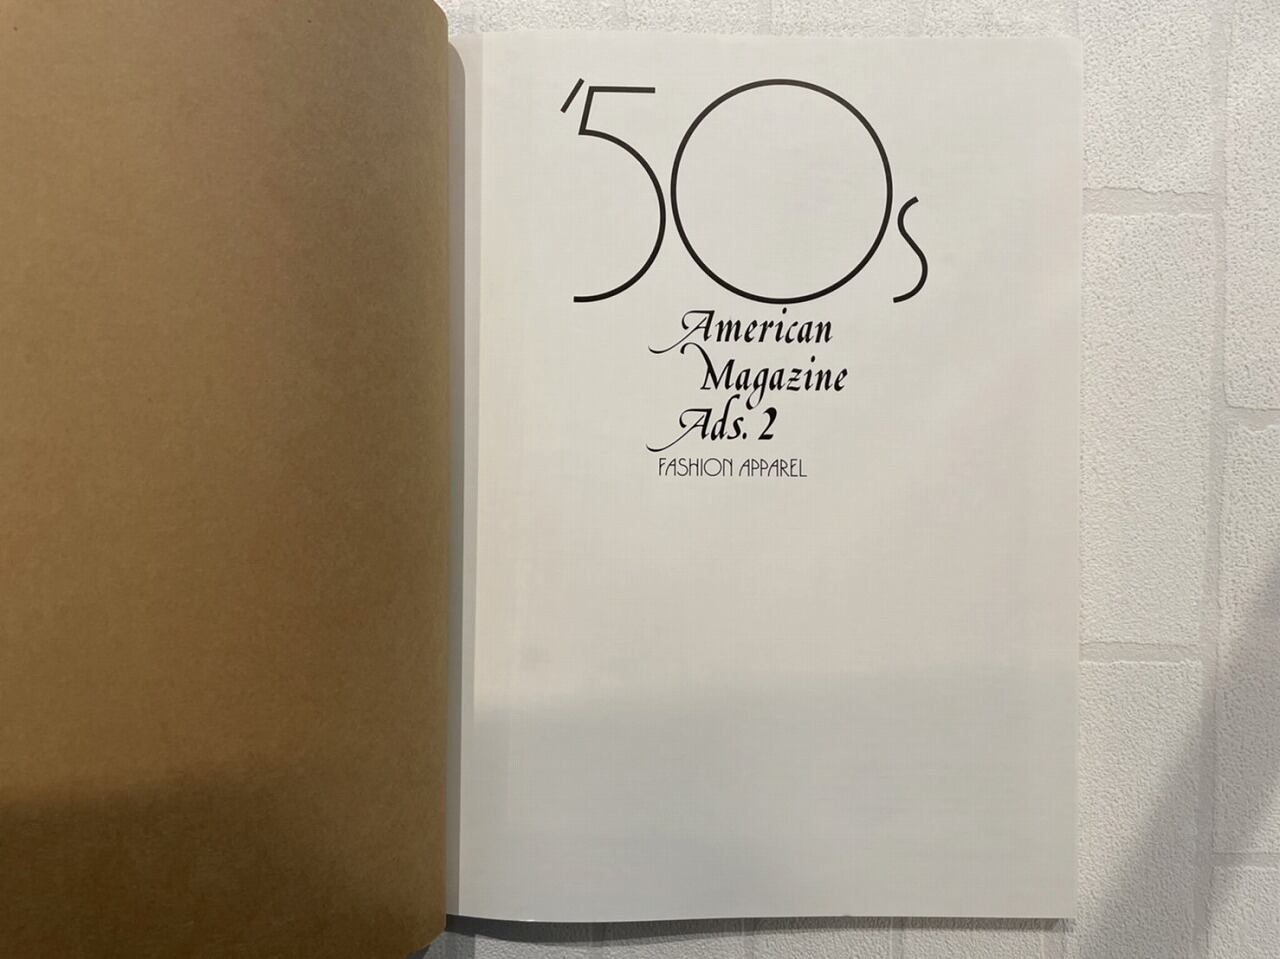 '50s
American
Magazine
Ads. 2
FASHION APPAREL